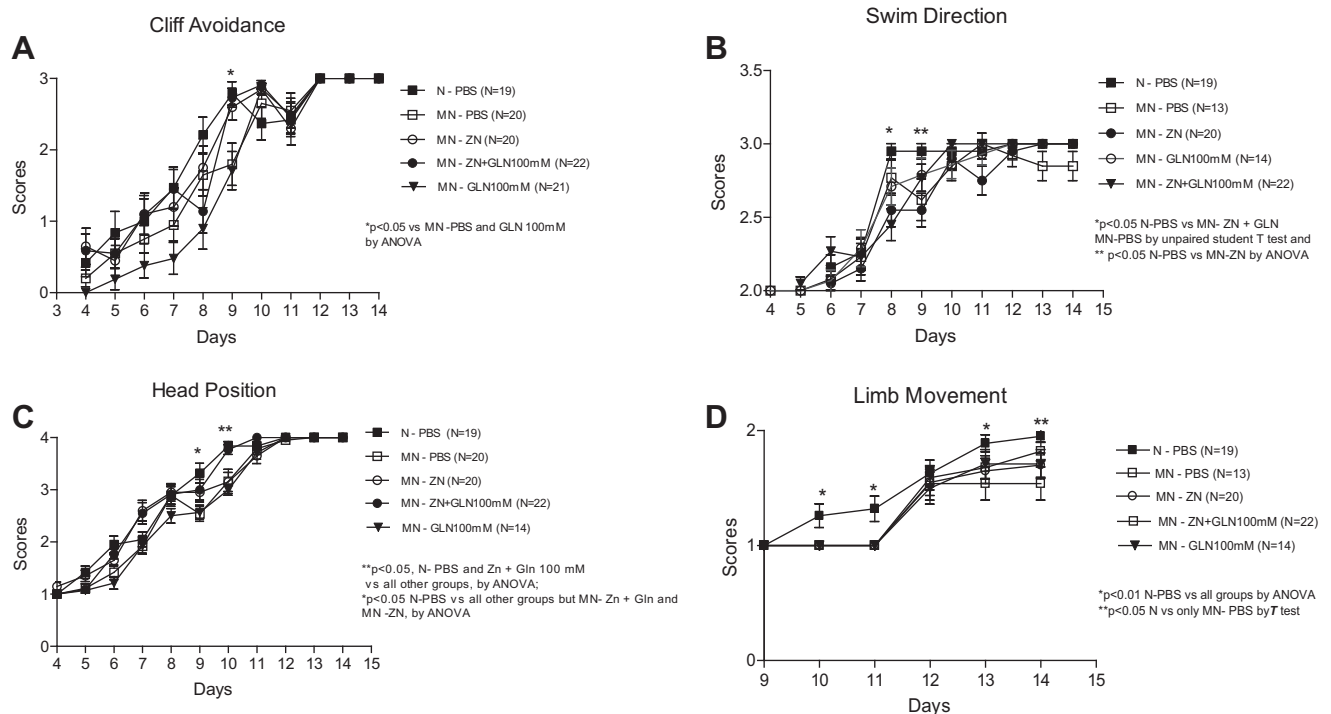 Cliff Avoidance
A
*
3
2
1
0
Scores
3 4 5 6 7 8 9 10 11 12 13 14
Days
N - PBS (N=19)
MN - PBS (N=20)
MN - ZN (N=20)
MN - ZN+GLN100mM (N=22)
MN - GLN100mM (N=21)
*p<0.05 vs MN -PBS and GLN 100mM
by ANOVA
Swim Direction
B
* **
3.5
3.0
2.5
2.0
Scores
4 5 6 7 8 9 10 11 12 13 14 15
Days
N - PBS (N=19)
MN - PBS (N=13)
MN - ZN (N=20)
MN - GLN100mM (N=14)
MN - ZN+GLN100mM (N=22)
*p<0.05 N-PBS vs MN- ZN + GLN
MN-PBS by unpaired student T test and
** p<0.05 N-PBS vs MN-ZN by ANOVA
Head Position
C
* **
4
3
2
1
0
Scores
4 5 6 7 8 9 10 11 12 13 14 15
Days
N - PBS (N=19)
MN - PBS (N=20)
MN - ZN (N=20)
MN - ZN+GLN100mM (N=22)
MN - GLN100mM (N=14)
**p<0.05, N- PBS and Zn + Gln 100 mM
vs all other groups, by ANOVA;
*p<0.05 N-PBS vs all other groups but MN- Zn + Gln and
MN -ZN, by ANOVA
Limb Movement
D
* * * **
2
1
0
Scores
9 10 11 12 13 14 15
Days
N - PBS (N=19)
MN - PBS (N=13)
MN - ZN (N=20)
MN - ZN+GLN100mM (N=22)
MN - GLN100mM (N=14)
*p<0.01 N-PBS vs all groups by ANOVA
**p<0.05 N vs only MN- PBS by T test